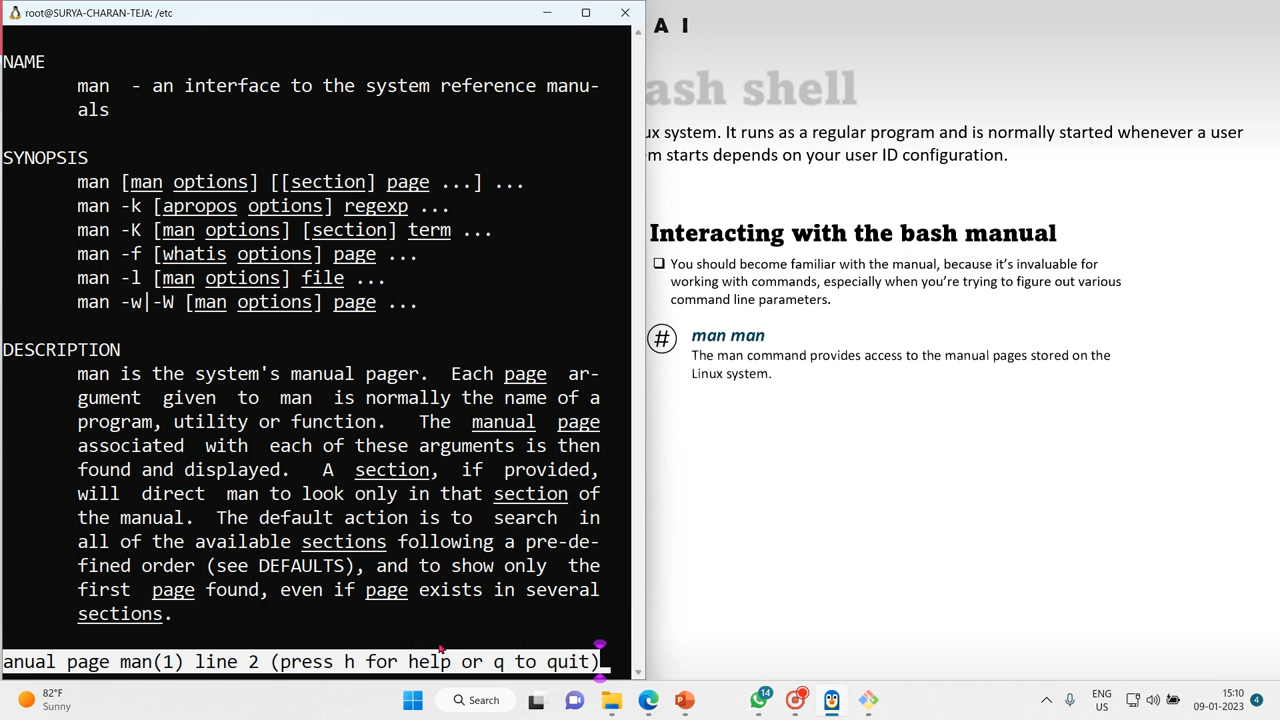 root@SURYA-CHARAN-TEJA: /etc
NAME
man - an interface to the system reference manu-
als
SYNOPSIS
man [man options] [[section] page ...] ...
man -k [apropos options] regexp ...
man -K [man options] [section] term ...
man -f [whatis options] page ...
man -l [man options] file ...
man -w|-W [man options] page ...
DESCRIPTION
man is the system's manual pager. Each page ar-
gument given to man is normally the name of a
program, utility or function. The manual page
associated with each of these arguments is then
found and displayed. A section, if provided,
will direct man to look only in that section of
the manual. The default action is to search in
all of the available sections following a pre-de-
fined order (see DEFAULTS), and to show only the
first page found, even if page exists in several
sections.
anual page man(1) line 2 (press h for help or q to quit)
A I
ash shell
ux system. It runs as a regular program and is normally started whenever a user
m starts depends on your user ID configuration.
Interacting with the bash manual
❑ You should become familiar with the manual, because it's invaluable for
working with commands, especially when you're trying to figure out various
command line parameters.
# man man
The man command provides access to the manual pages stored on the
Linux system.
82°F
Sunny
Search
14
ENG
US
15:10
09-01-2023
4